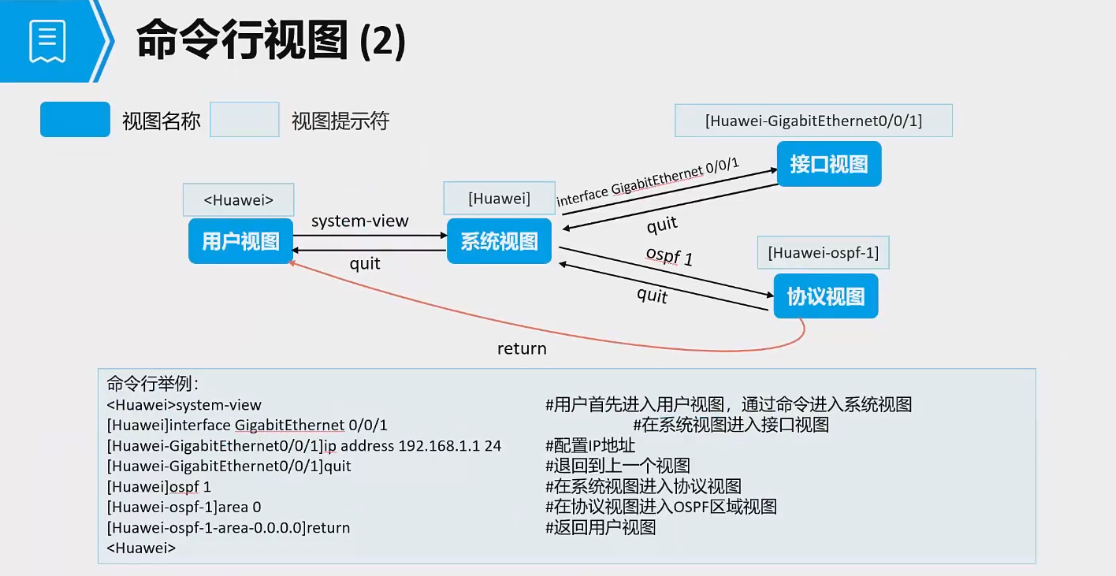 命令行视图 (2)
视图名称
视图提示符
[Huawei-GigabitEthernet0/0/1]
接口视图
interface GigabitEthernet 0/0/1
<Huawei>
[Huawei]
system-view
用户视图
系统视图
quit
quit
ospf 1
[Huawei-ospf-1]
quit
协议视图
return
命令行举例:
<Huawei>system-view #用户首先进入用户视图，通过命令进入系统视图
[Huawei]interface GigabitEthernet 0/0/1 #在系统视图进入接口视图
[Huawei-GigabitEthernet0/0/1]ip address 192.168.1.1 24 #配置IP地址
[Huawei-GigabitEthernet0/0/1]quit #退回到上一个视图
[Huawei]ospf 1 #在系统视图进入协议视图
[Huawei-ospf-1]area 0 #在协议视图进入OSPF区域视图
[Huawei-ospf-1-area-0.0.0.0]return #返回用户视图
<Huawei>